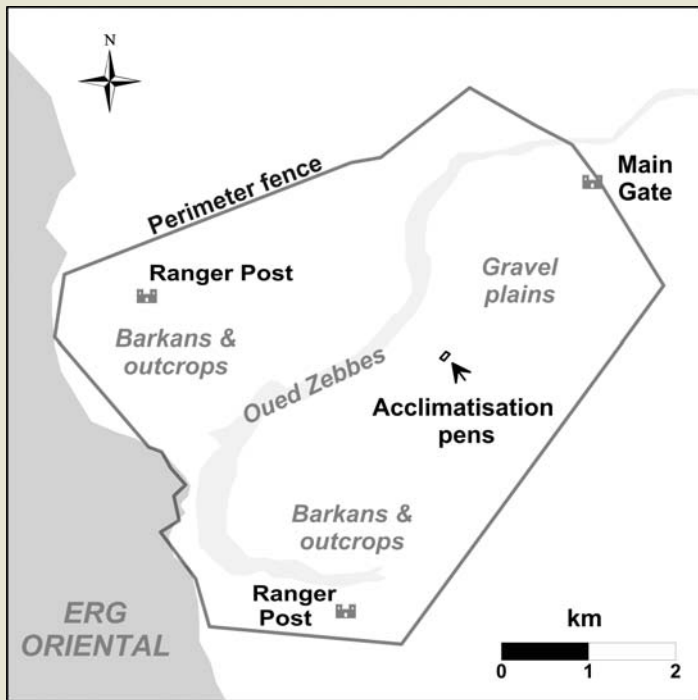 N
Main
Gate
Perimeter fence
Ranger Post
Gravel
plains
Barkans &
outcrops
Oued Zebbes
Acclimatisation
pens
Barkans &
outcrops
Ranger
Post
ERG
ORIENTAL
km
0 1 2